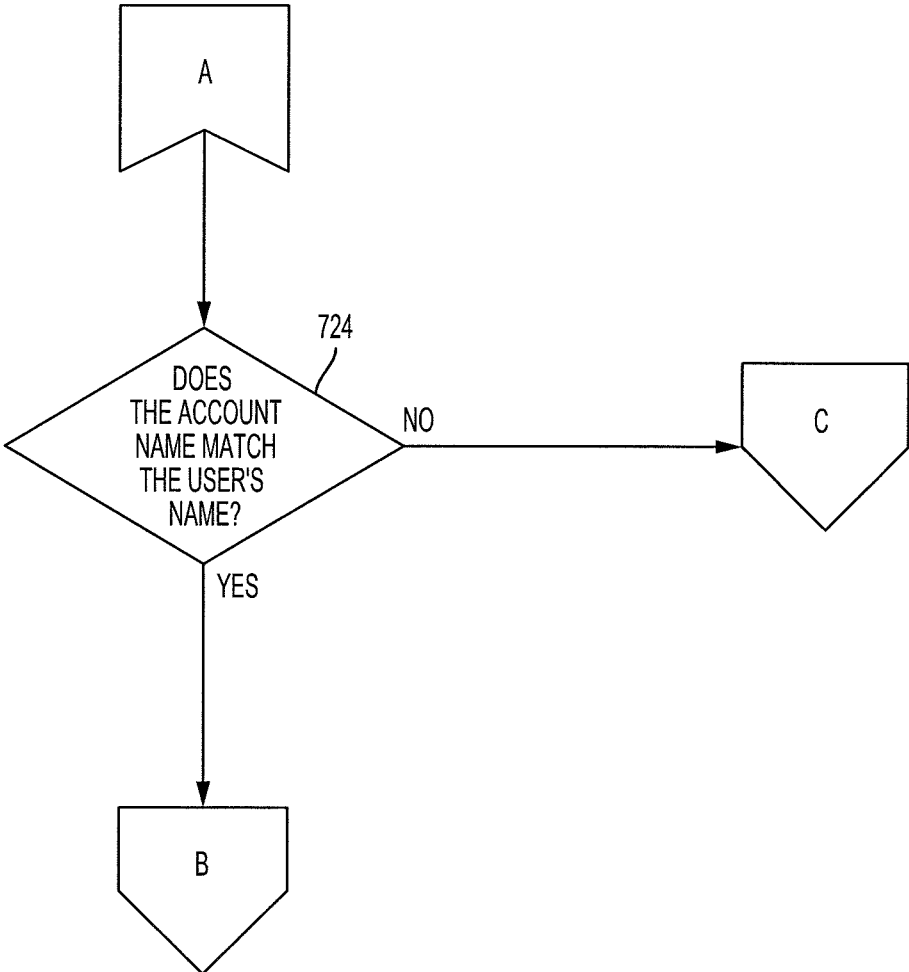 A
724
DOES
THE ACCOUNT
NAME MATCH
THE USER'S
NAME?
NO
C
YES
B